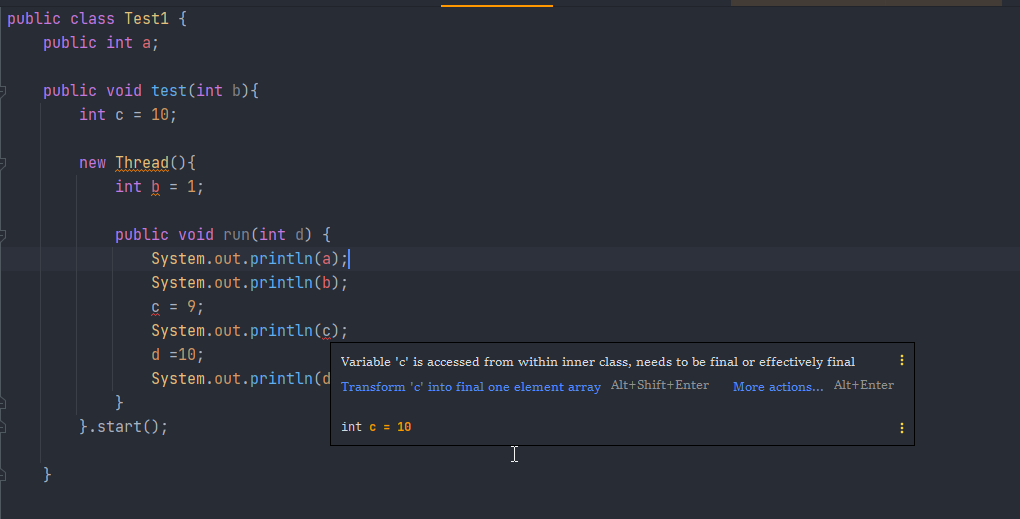 public class Test1 {
public int a;
public void test(int b){
int c = 10;
new Thread(){
int b = 1;
public void run(int d) {
System.out.println(a);
System.out.println(b);
c = 9;
System.out.println(c);
d =10;
System.out.println(d
}
}.start();
}
Variable 'c' is accessed from within inner class, needs to be final or effectively final
Transform 'c' into final one element array Alt+Shift+Enter More actions... Alt+Enter
int c = 10